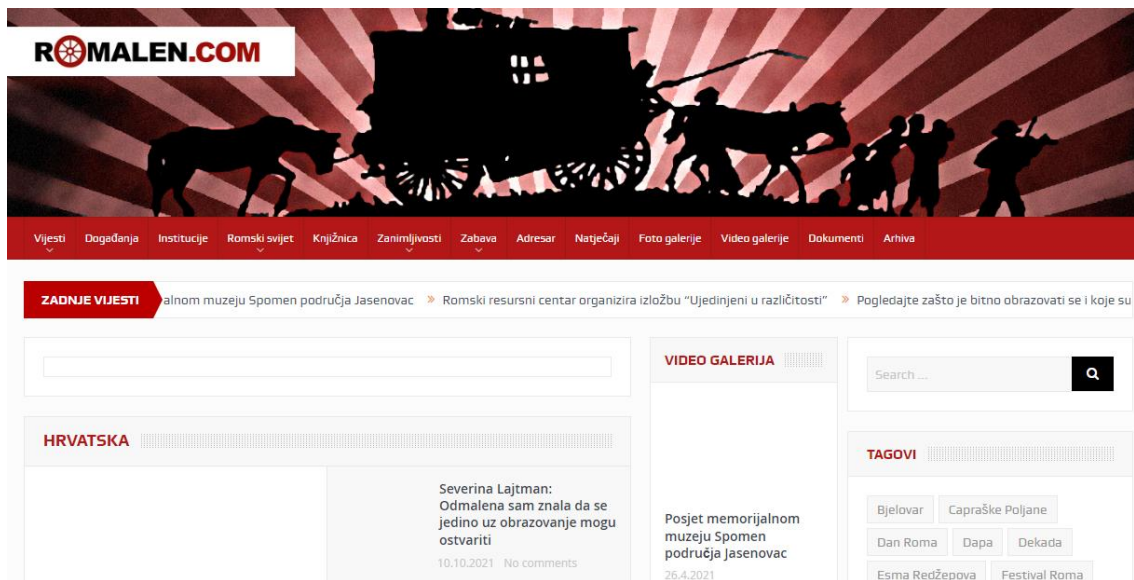 ROMALEN.COM
Vijesti Događanja Institucije Romski svijet Knjižnica Zanimljivosti Zabava Adresar Natječaji Foto galerije Video galerije Dokumenti Arhiva
ZADNJE VIJESTI alnom muzeju Spomen područja Jasenovac » Romski resursni centar organizira izložbu “Ujedinjeni u različitosti” » Pogledajte zašto je bitno obrazovati se i koje su
HRVATSKA
Severina Lajtman:
Odmalena sam znala da se
jedino uz obrazovanje mogu
ostvariti
10.10.2021 No comments
VIDEO GALERIJA
Posjet memorijalnom
muzeju Spomen
područja Jasenovac
26.4.2021
Search ...
TAGOVI
Bjelovar Capraške Poljane
Dan Roma Dapa Dekada
Esma Redžepova Festival Roma